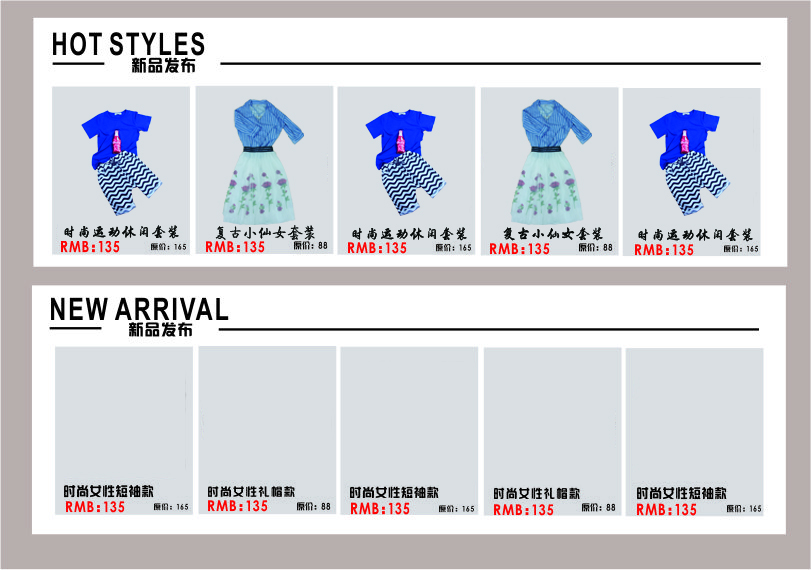 HOT STYLES
新品发布
时尚运动休闲套装
RMB:135 原价:165
复古小仙女套装
RMB:135 原价:88
时尚运动休闲套装
RMB:135 原价:165
复古小仙女套装
RMB:135 原价:88
时尚运动休闲套装
RMB:135 原价:165
NEW ARRIVAL
新品发布
时尚女性短袖款
RMB:135 原价:165
时尚女性礼帽款
RMB:135 原价:88
时尚女性短袖款
RMB:135 原价:165
时尚女性礼帽款
RMB:135 原价:88
时尚女性短袖款
RMB:135 原价:165